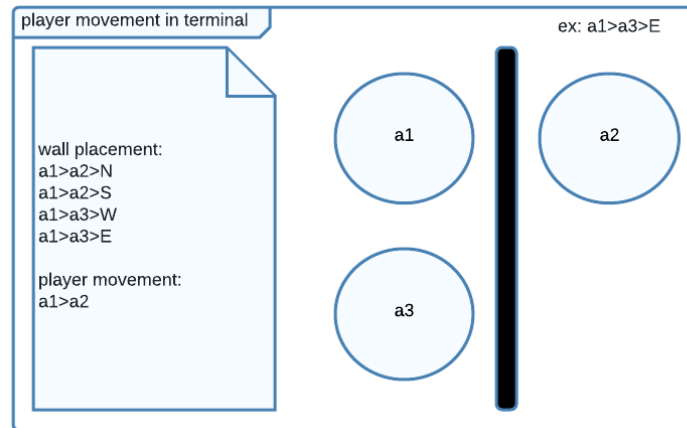 player movement in terminal
ex: a1>a3>E
wall placement:
a1>a2>N
a1>a2>S
a1>a3>W
a1>a3>E
player movement:
a1>a2
a1
a2
a3